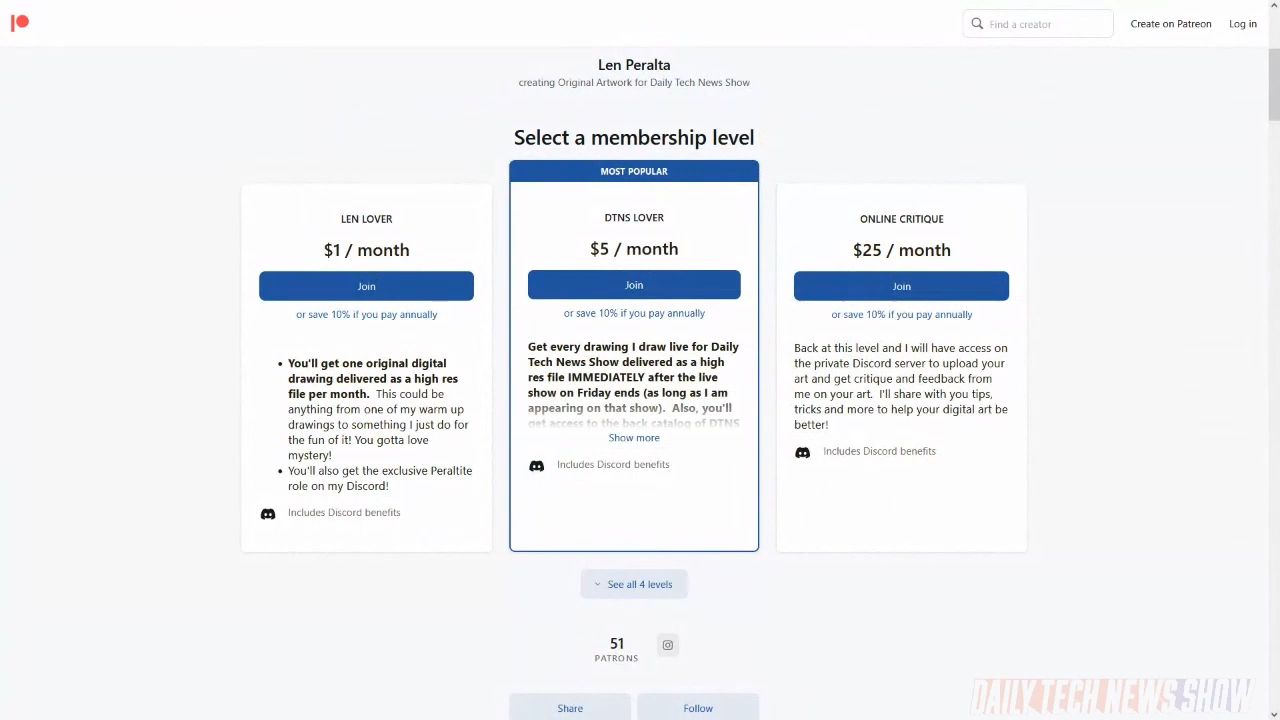 Find a creator
Create on Patreon
Log in
Len Peralta
creating Original Artwork for Daily Tech News Show
Select a membership level
MOST POPULAR
LEN LOVER
$1 / month
Join
or save 10% if you pay annually
• You'll get one original digital
drawing delivered as a high res
file per month. This could be
anything from one of my warm up
drawings to something I just do for
the fun of it! You gotta love
mystery!
• You'll also get the exclusive Peraltite
role on my Discord!
Includes Discord benefits
DTNS LOVER
$5 / month
Join
or save 10% if you pay annually
Get every drawing I draw live for Daily
Tech News Show delivered as a high
res file IMMEDIATELY after the live
show on Friday ends (as long as I am
appearing on that show). Also, you'll
get access to the back catalog of DTNS
Show more
Includes Discord benefits
ONLINE CRITIQUE
$25 / month
Join
or save 10% if you pay annually
Back at this level and I will have access on
the private Discord server to upload your
art and get critique and feedback from
me on your art. I'll share with you tips,
tricks and more to help your digital art be
better!
Includes Discord benefits
See all 4 levels
51
PATRONS
Share
Follow
DAILY TECH NEWS SHOW